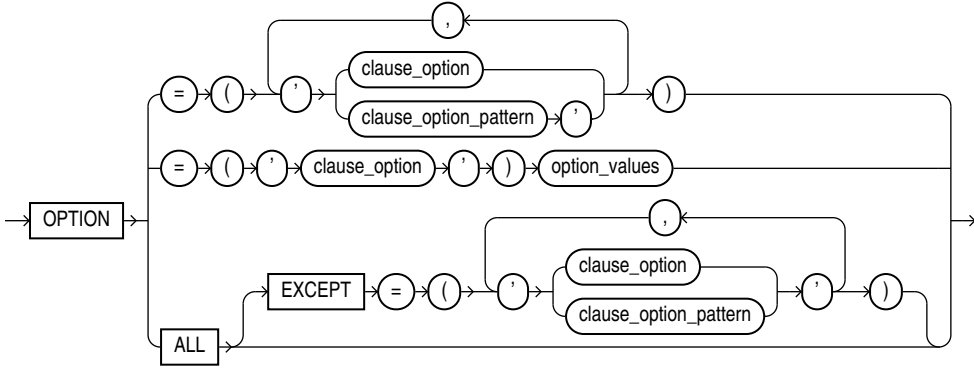 ,
clause_option
= ( ’ clause_option_pattern ’ )
= ( ’ clause_option ’ ) option_values
OPTION
,
clause_option
EXCEPT = ( ’ clause_option_pattern ’ )
ALL